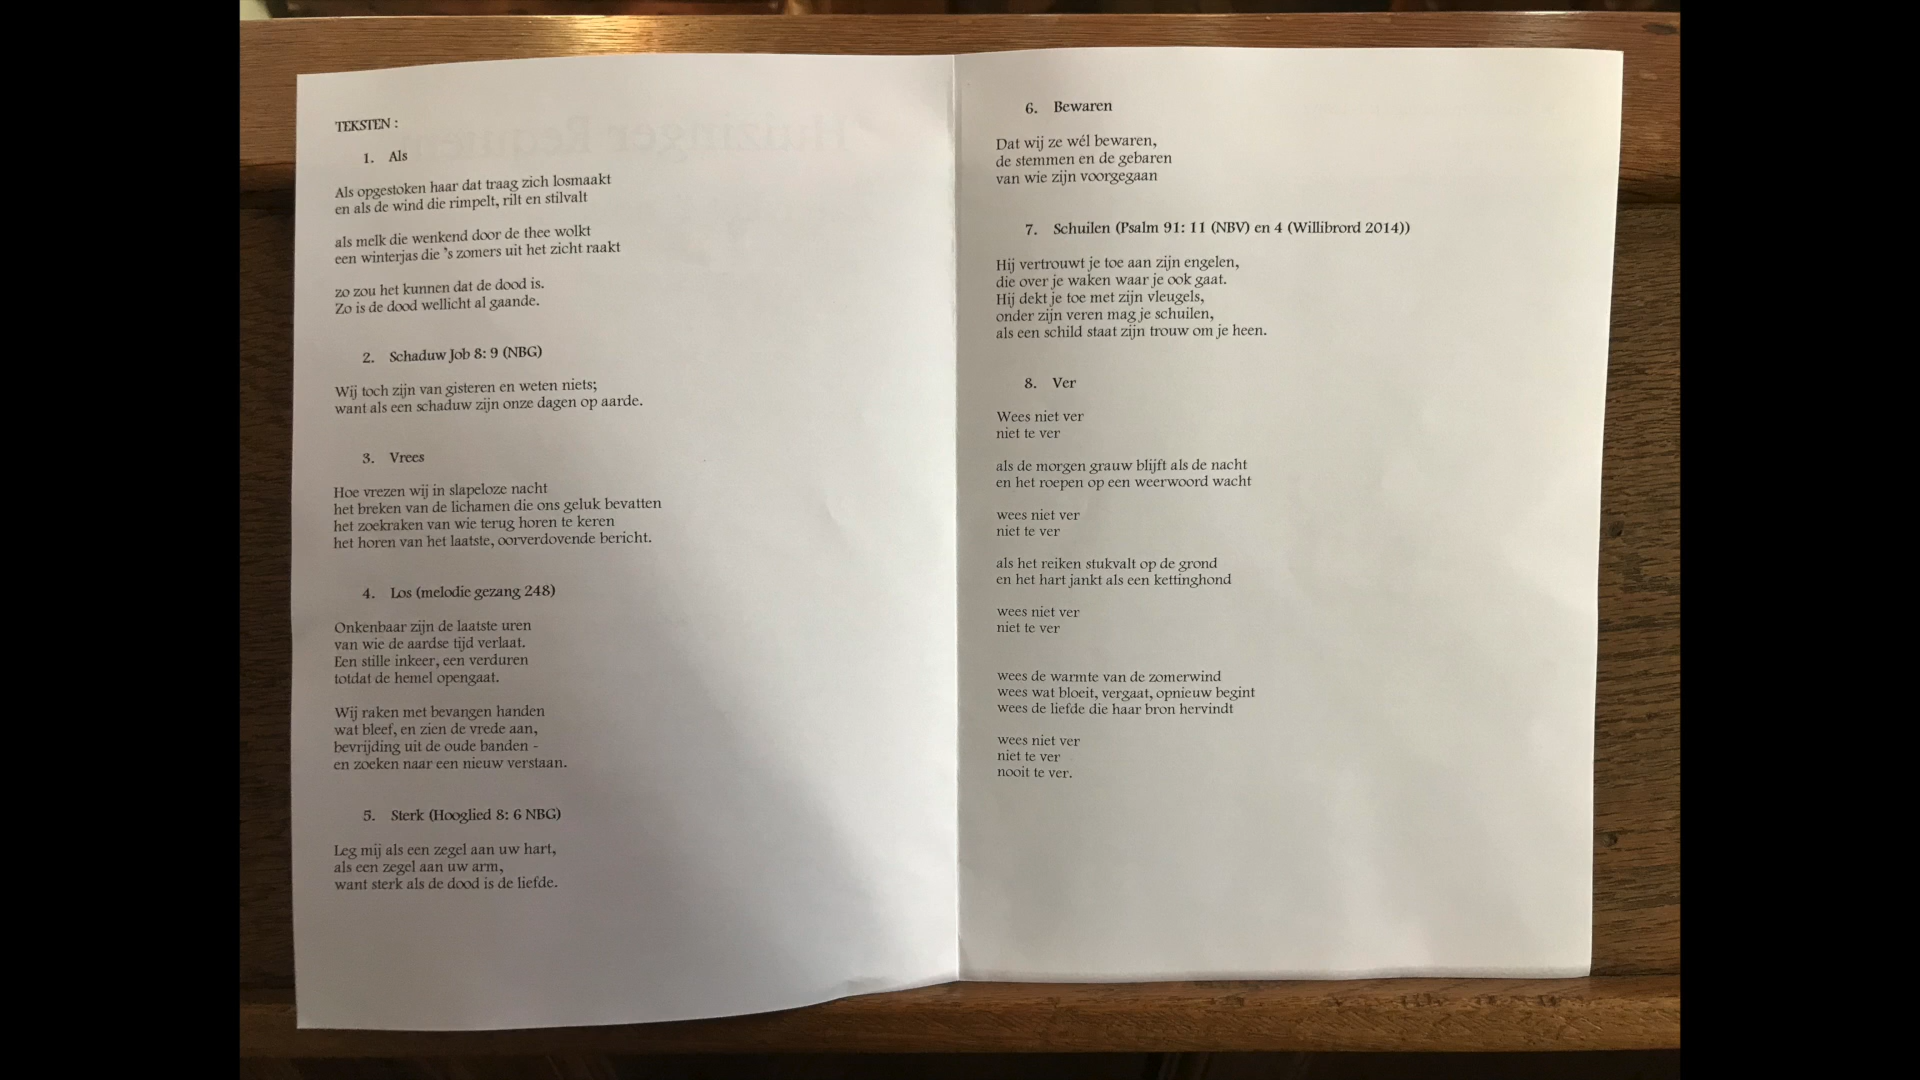 TEKSTEN :
1. Als
Als opgestoken haar dat traag zich losmaakt
en als de wind die rimpelt, rilt en stilvalt
als melk die wenkend door de thee wolkt
een winterjas die 's zomers uit het zicht raakt
zo zou het kunnen dat de dood is.
Zo is de dood wellicht al gaande.
2. Schaduw Job 8: 9 (NBG)
Wij toch zijn van gisteren en weten niets;
want als een schaduw zijn onze dagen op aarde.
3. Vrees
Hoe vrezen wij in slapeloze nacht
het breken van de lichamen die ons geluk bevatten
het zoekraken van wie terug horen te keren
het horen van het laatste, oorverdovende bericht.
4. Los (melodie gezang 248)
Onkenbaar zijn de laatste uren
van wie de aardse tijd verlaat.
Een stille inkeer, een verduren
totdat de hemel opengaat.
Wij raken met bevangen handen
wat bleef, en zien de vrede aan,
bevrijding uit de oude banden -
en zoeken naar een nieuw verstaan.
5. Sterk (Hooglied 8: 6 NBG)
Leg mij als een zegel aan uw hart,
als een zegel aan uw arm,
want sterk als de dood is de liefde.
6. Bewaren
Dat wij ze wél bewaren,
de stemmen en de gebaren
van wie zijn voorgegaan
7. Schuilen (Psalm 91: 11 (NBV) en 4 (Willibrord 2014))
Hij vertrouwt je toe aan zijn engelen,
die over je waken waar je ook gaat.
Hij dekt je toe met zijn vleugels,
onder zijn veren mag je schuilen,
als een schild staat zijn trouw om je heen.
8. Ver
Wees niet ver
niet te ver
als de morgen grauw blijft als de nacht
en het roepen op een weerwoord wacht
wees niet ver
niet te ver
als het reiken stukvalt op de grond
en het hart jankt als een kettinghond
wees niet ver
niet te ver
wees de warmte van de zomerwind
wees wat bloeit, vergaat, opnieuw begint
wees de liefde die haar bron hervindt
wees niet ver
niet te ver
nooit te ver.